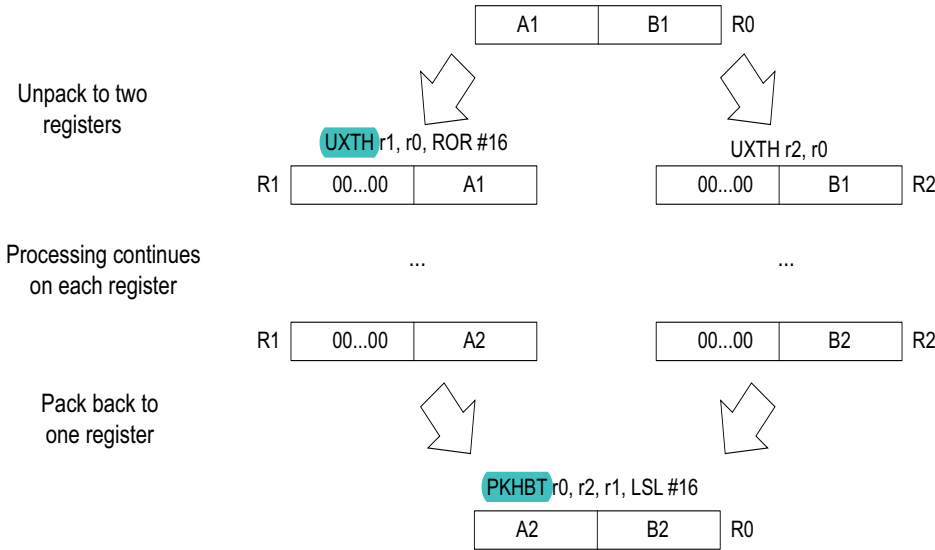 A1 B1 R0
Unpack to two
registers
UXTH r1, r0, ROR #16
UXTH r2, r0
R1 00...00 A1
00...00 B1 R2
Processing continues
on each register
... ...
R1 00...00 A2
00...00 B2 R2
Pack back to
one register
PKHBT r0, r2, r1, LSL #16
A2 B2 R0